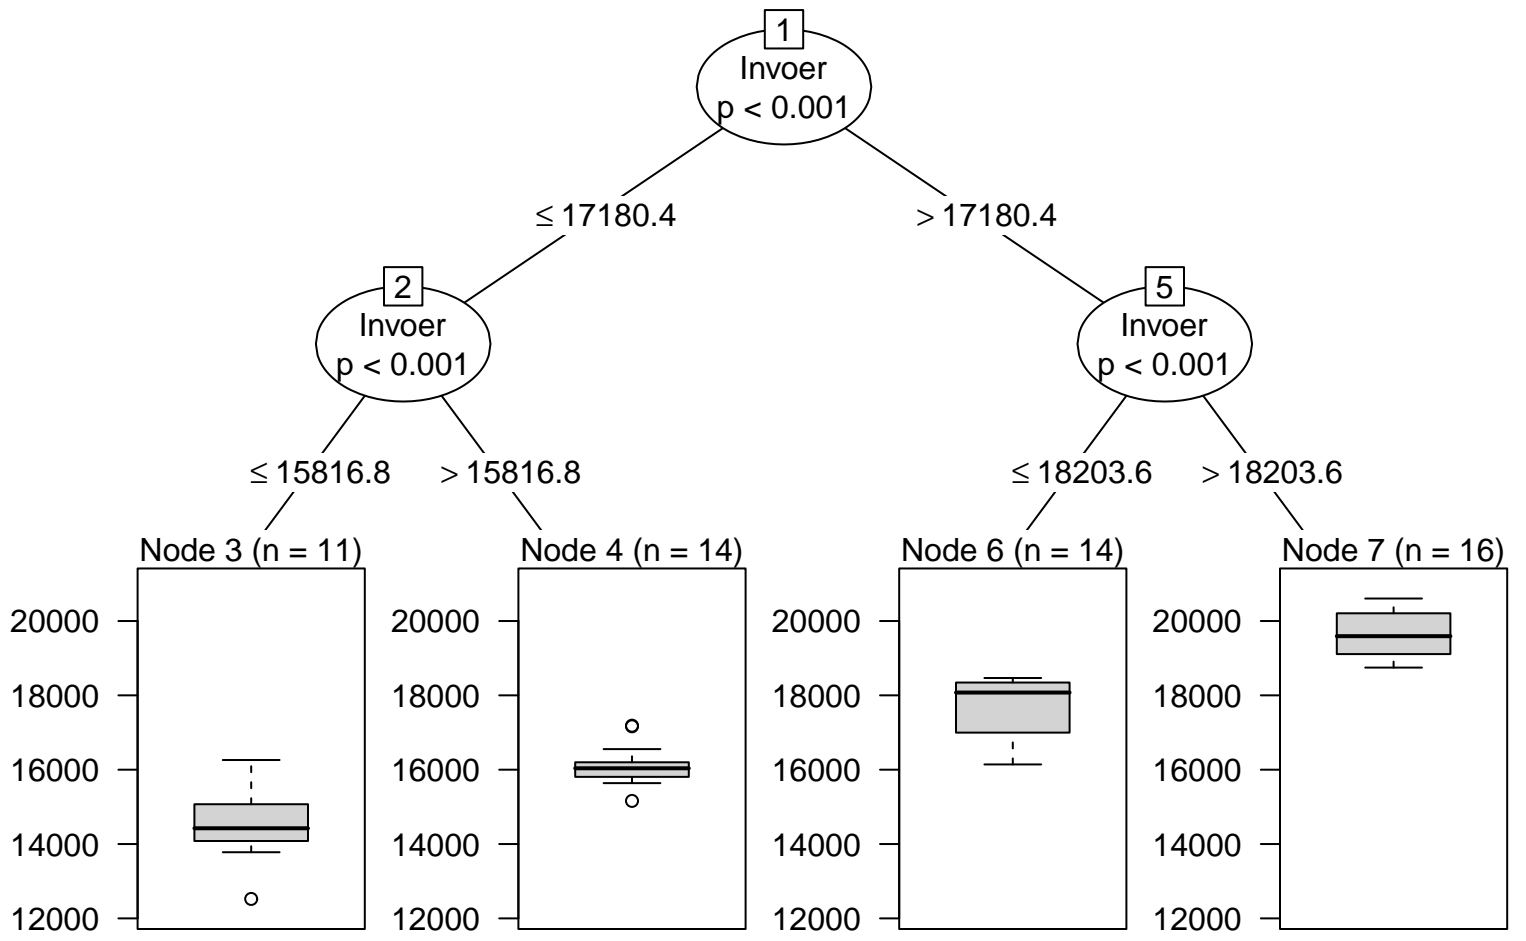 1
Invoer
p < 0.001
≤ 17180.4
> 17180.4
2
Invoer
p < 0.001
5
Invoer
p < 0.001
≤ 15816.8
> 15816.8
≤ 18203.6
> 18203.6
Node 3 (n = 11)
20000
18000
16000
14000
12000
Node 4 (n = 14)
20000
18000
16000
14000
12000
Node 6 (n = 14)
20000
18000
16000
14000
12000
Node 7 (n = 16)
20000
18000
16000
14000
12000